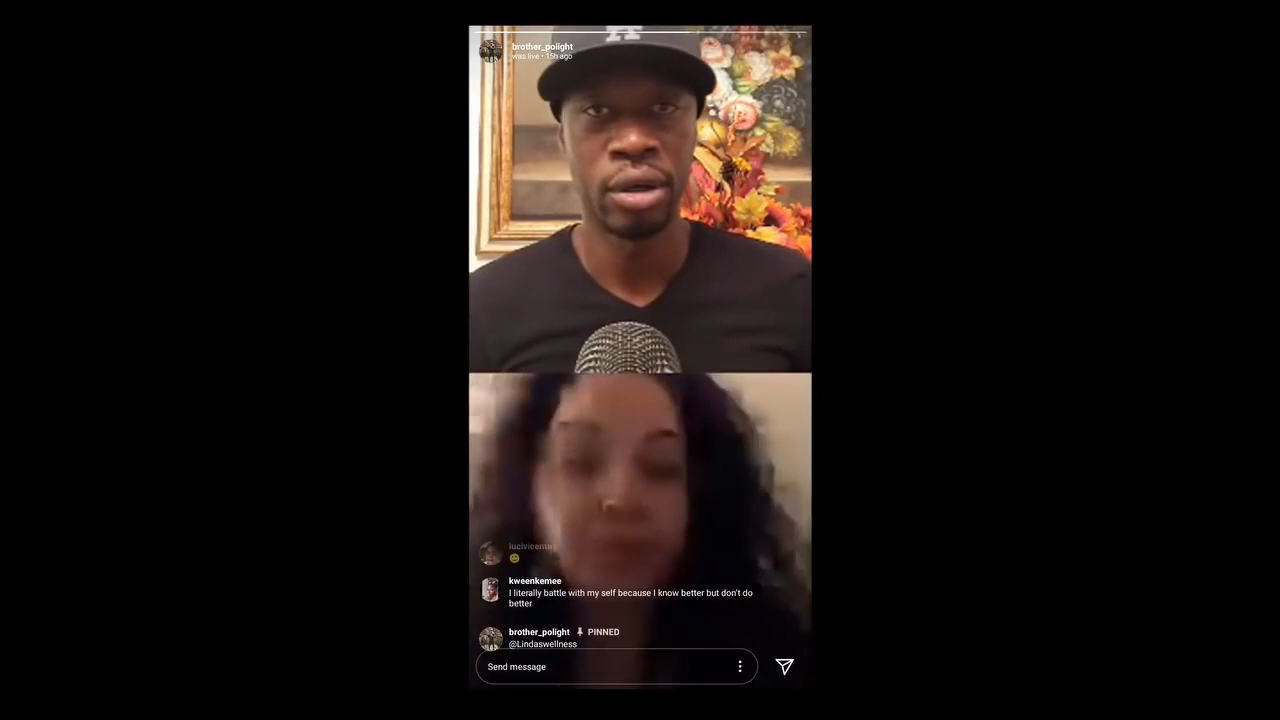 brother_polight
was live • 15h ago
lucivicentas
kweenkemee
I literally battle with my self because I know better but don't do
better
brother_polight PINNED
@Lindaswellness
Send message